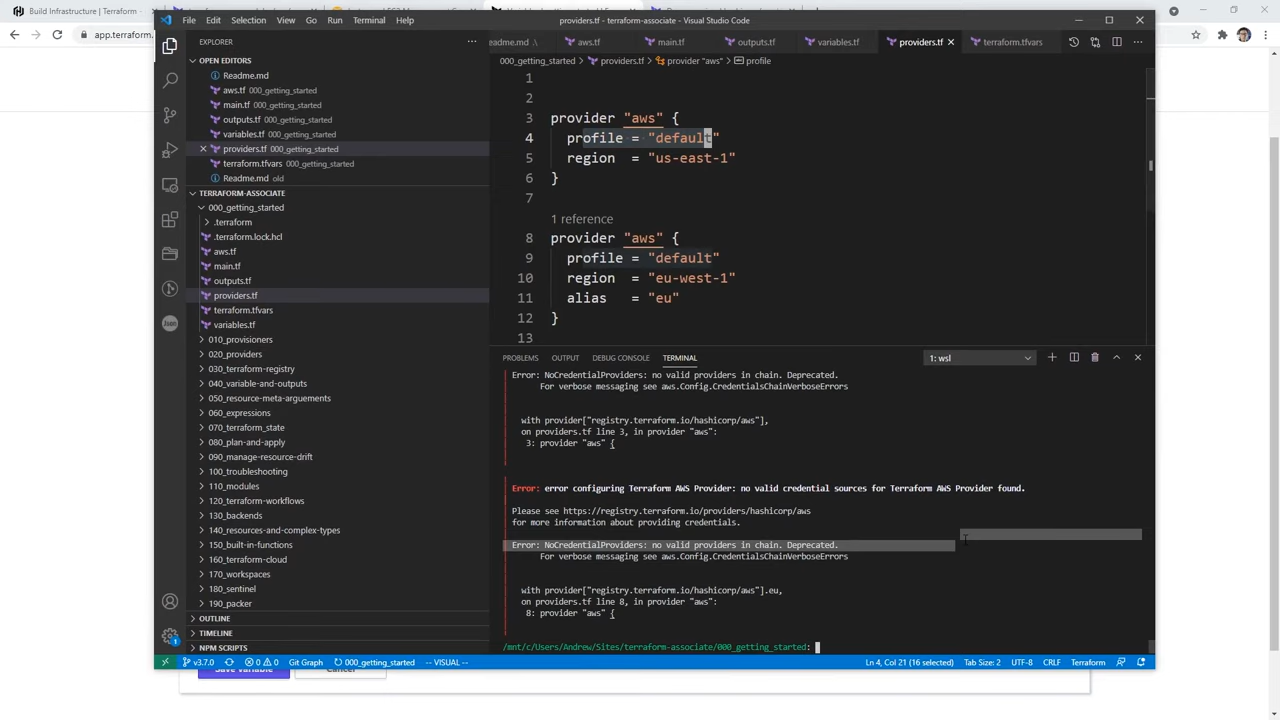 Build Infrastructure - Terraform
app.terraform.
File Edit Selection View Go Run Terminal Help
providers.tf - terraform-associate - Visual Studio Code
EXPLORER
OPEN EDITORS
Readme.md
aws.tf 000_getting_started
main.tf 000_getting_started
outputs.tf 000_getting_started
variables.tf 000_getting_started
providers.tf 000_getting_started
terraform.tfvars 000_getting_started
Readme.md old
TERRAFORM-ASSOCIATE
000_getting_started
.terraform
.terraform.lock.hcl
aws.tf
main.tf
outputs.tf
providers.tf
terraform.tfvars
variables.tf
010_provisioners
020_providers
030_terraform-registry
040_variable-and-outputs
050_resource-meta-arguements
060_expressions
070_terraform_state
080_plan-and-apply
090_manage-resource-drift
100_troubleshooting
110_modules
120_terraform-workflows
130_backends
140_resources-and-complex-types
150_built-in-functions
160_terraform-cloud
170_workspaces
180_sentinel
190_packer
OUTLINE
TIMELINE
NPM SCRIPTS
Json
1
readme.md aws.tf main.tf outputs.tf variables.tf providers.tf terraform.tfvars
000_getting_started > providers.tf > provider "aws" > profile
1
2
3 provider "aws" {
4 profile = "default"
5 region = "us-east-1"
6 }
7
1 reference
8 provider "aws" {
9 profile = "default"
10 region = "eu-west-1"
11 alias = "eu"
12 }
13
PROBLEMS OUTPUT DEBUG CONSOLE TERMINAL 1: wsl
Error: NoCredentialProviders: no valid providers in chain. Deprecated.
For verbose messaging see aws.Config.CredentialsChainVerboseErrors
with provider["registry.terraform.io/hashicorp/aws"],
on providers.tf line 3, in provider "aws":
3: provider "aws" {
Error: error configuring Terraform AWS Provider: no valid credential sources for Terraform AWS Provider found.
Please see https://registry.terraform.io/providers/hashicorp/aws
for more information about providing credentials.
Error: NoCredentialProviders: no valid providers in chain. Deprecated.
For verbose messaging see aws.Config.CredentialsChainVerboseErrors
with provider["registry.terraform.io/hashicorp/aws"].eu,
on providers.tf line 8, in provider "aws":
8: provider "aws" {
/mnt/c/Users/Andrew/Sites/terraform-associate/000_getting_started:
v3.7.0 0 0 Git Graph 000_getting_started -- VISUAL -- Ln 4, Col 21 (16 selected) Tab Size: 2 UTF-8 CRLF Terraform